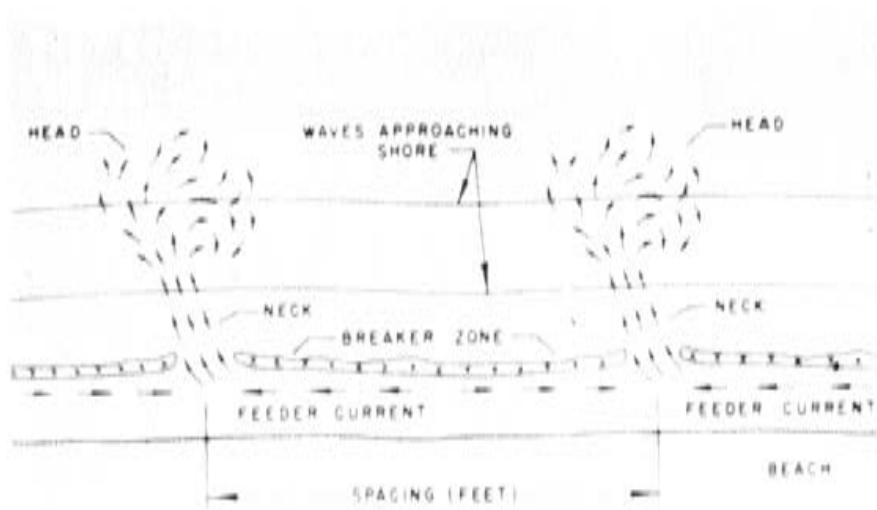 HEAD
WAVES APPROACHING
SHORE
HEAD
NECK
NECK
BREAKER ZONE
FEEDER CURRENT
FEEDER CURRENT
BEACH
SPACING (FEET)